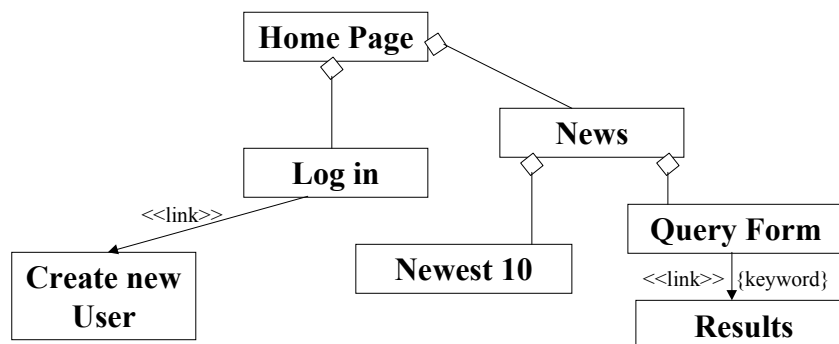 Home Page
News
Log in
<<link>>
Query Form
Create new
User
Newest 10
<<link>> {keyword}
Results